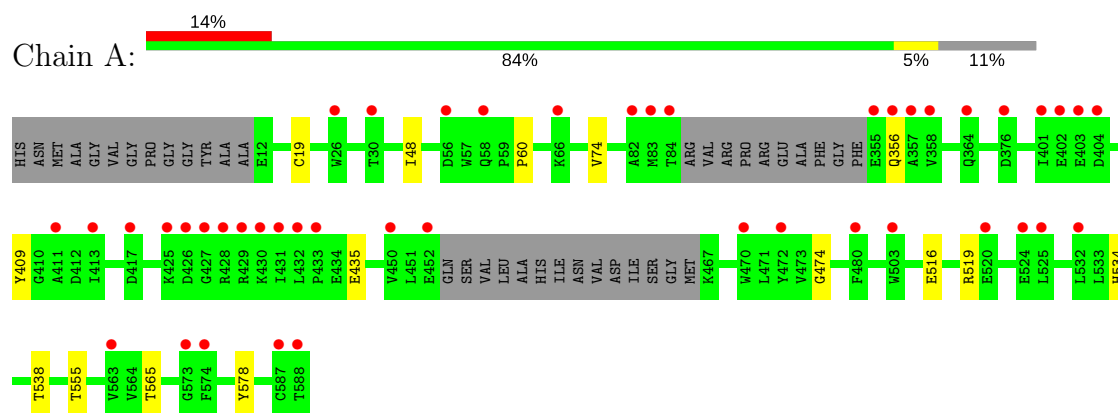 14%
Chain A:
84% 5% 11%
HIS ASN MET ALA GLY VAL GLY PRO GLY GLY TYR ALA ALA E12 C19 W26 T30 I48 D56 W57 Q58 P59 P60 K66 V74 A82 M83 T84 ARG VAL ARG PRO ARG GLU ALA PHE GLY PHE E355 Q356 A357 V358 Q364 D376 I401 E402 E403 D404
Y409 G410 A411 D412 I413 D417 K425 D426 G427 R428 R429 K430 I431 L432 P433 E434 E435 V450 L451 E452 GLN SER VAL LEU ALA HIS ILE ASN VAL ASP ILE SER GLY MET K467 W470 L471 Y472 V473 G474 F480 W503 E516 R519 E520 E524 L525 L532 L533 H534
T538 T555 V563 V564 T565 G573 F574 Y578 C587 T588